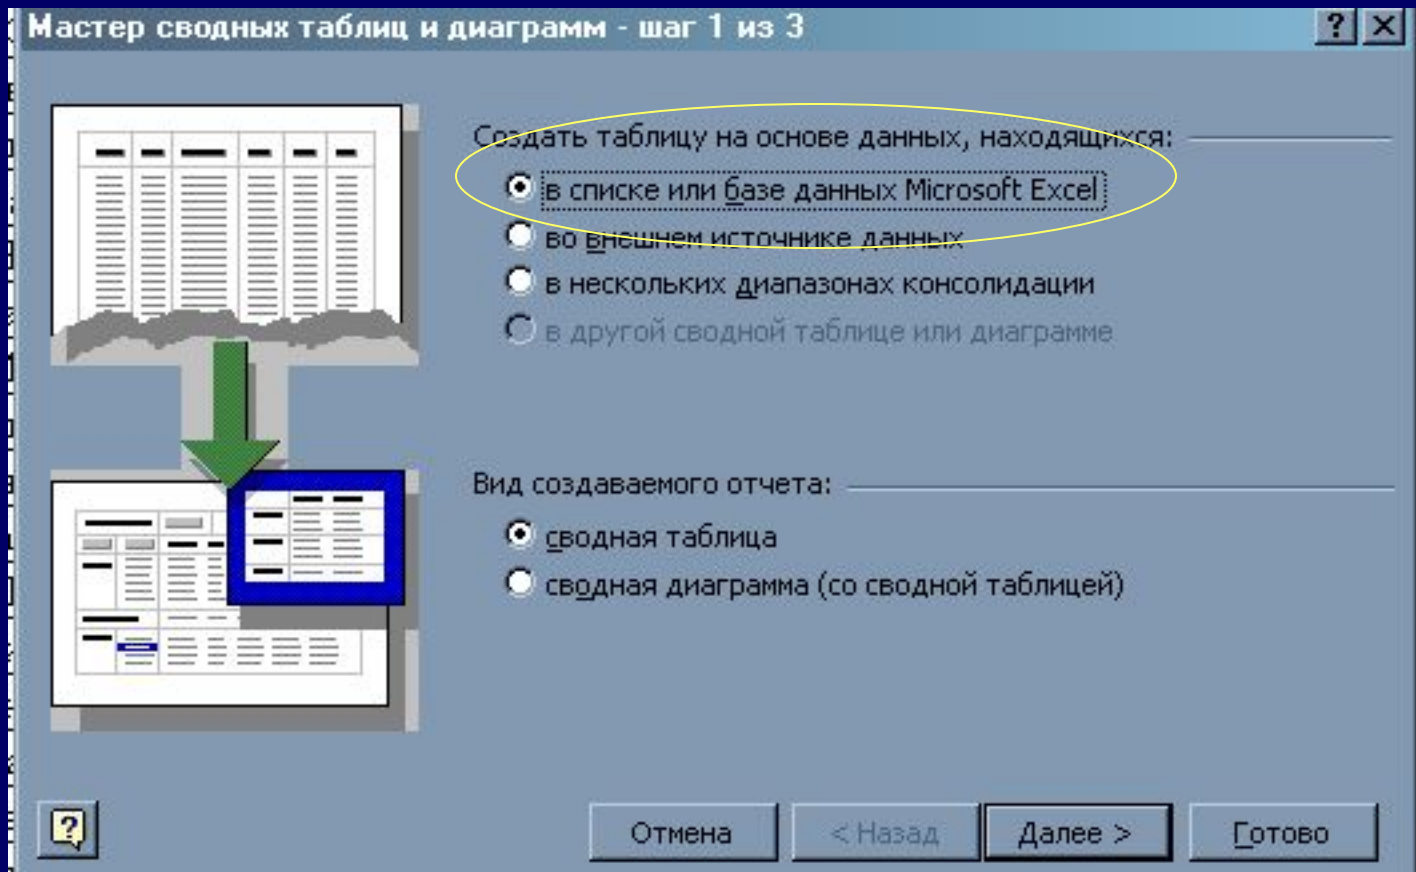 Мастер сводных таблиц и диаграмм - шаг 1 из 3
Создать таблицу на основе данных, находящихся:
в списке или базе данных Microsoft Excel
во внешнем источнике данных
в нескольких диапазонах консолидации
в другой сводной таблице или диаграмме
Вид создаваемого отчета:
сводная таблица
сводная диаграмма (со сводной таблицей)
Отмена
< Назад
Далее >
Готово